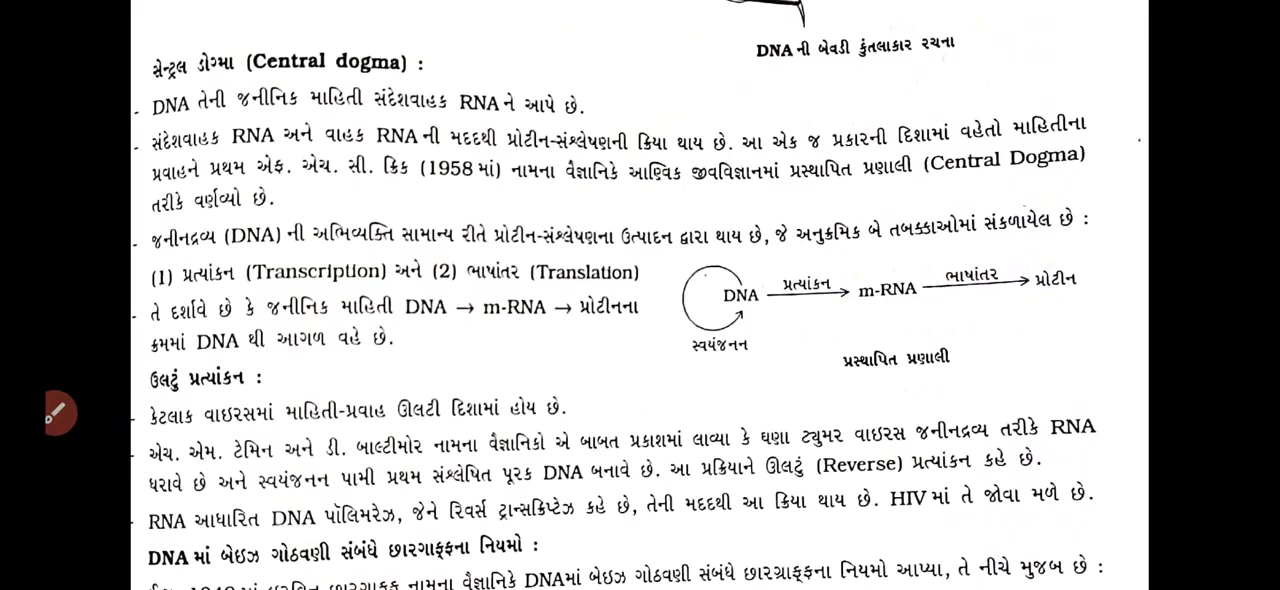 DNA ની બેવડી કુંતલાકાર રચના
સેન્ટ્રલ ડોગ્મા (Central dogma) :
- DNA તેની જનીનિક માહિતી સંદેશવાહક RNA ને આપે છે.
- સંદેશવાહક RNA અને વાહક RNA ની મદદથી પ્રોટીન-સંશ્લેષણની ક્રિયા થાય છે. આ એક જ પ્રકારની દિશામાં વહેતો માહિતીના
પ્રવાહને પ્રથમ એફ. એચ. સી. ક્રિક (1958 માં) નામના વૈજ્ઞાનિકે આણ્વિક જીવવિજ્ઞાનમાં પ્રસ્થાપિત પ્રણાલી (Central Dogma)
તરીકે વર્ણવ્યો છે.
- જનીનદ્રવ્ય (DNA) ની અભિવ્યક્તિ સામાન્ય રીતે પ્રોટીન-સંશ્લેષણના ઉત્પાદન દ્વારા થાય છે, જે અનુક્રમિક બે તબક્કાઓમાં સંકળાયેલ છે :
(1) પ્રત્યાંકન (Transcription) અને (2) ભાષાંતર (Translation)
- તે દર્શાવે છે કે જનીનિક માહિતી DNA → m-RNA → પ્રોટીનના
ક્રમમાં DNA થી આગળ વહે છે.
DNA પ્રત્યાંકન → m-RNA ભાષાંતર → પ્રોટીન
સ્વયંજનન
પ્રસ્થાપિત પ્રણાલી
ઉલટું પ્રત્યાંકન :
- કેટલાક વાઇરસમાં માહિતી-પ્રવાહ ઊલટી દિશામાં હોય છે.
- એચ. એમ. ટેમિન અને ડી. બાલ્ટીમોર નામના વૈજ્ઞાનિકો એ બાબત પ્રકાશમાં લાવ્યા કે ઘણા ટ્યુમર વાઇરસ જનીનદ્રવ્ય તરીકે RNA
ધરાવે છે અને સ્વયંજનન પામી પ્રથમ સંશ્લેષિત પૂરક DNA બનાવે છે. આ પ્રક્રિયાને ઊલટું (Reverse) પ્રત્યાંકન કહે છે.
- RNA આધારિત DNA પૉલિમરેઝ, જેને રિવર્સ ટ્રાન્સક્રિપ્ટેઝ કહે છે, તેની મદદથી આ ક્રિયા થાય છે. HIV માં તે જોવા મળે છે.
DNA માં બેઇઝ ગોઠવણી સંબંધે છારગાફ્ફના નિયમો :
નામના વૈજ્ઞાનિકે DNAમાં બેઇઝ ગોઠવણી સંબંધે છારગ્રાફ્ફના નિયમો આપ્યા, તે નીચે મુજબ છે :